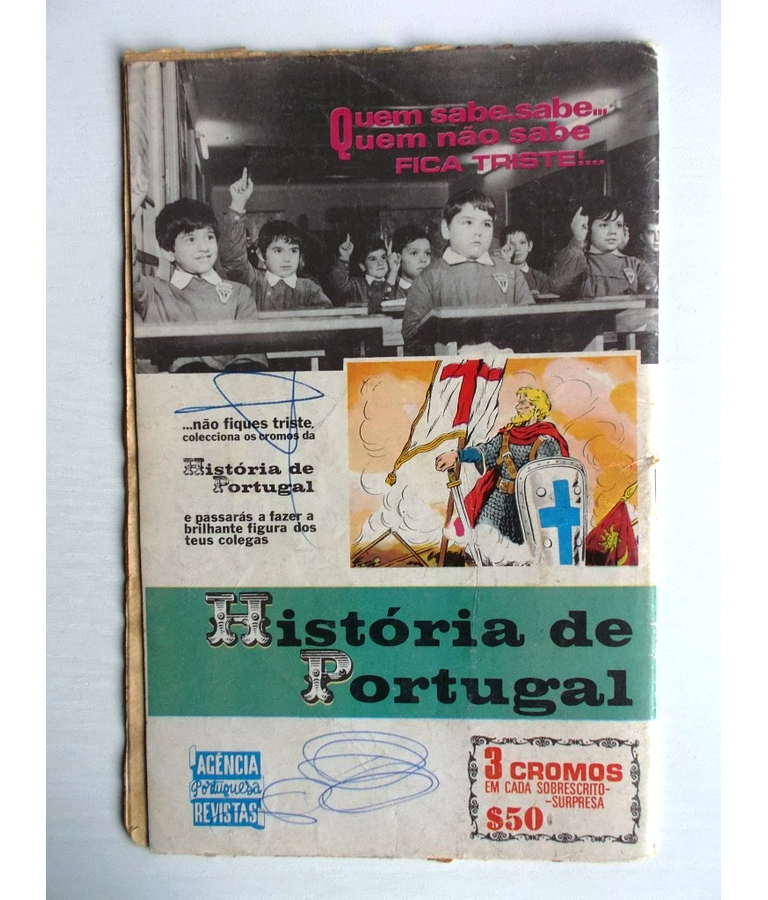 Quem sabe, sabe...
Quem não sabe
FICA TRISTE!...
...não fiques triste,
colecciona os cromos da
História de
Portugal
e passarás a fazer a
brilhante figura dos
teus colegas
História de
Portugal
AGÊNCIA
Portuguesa
REVISTAS
3 CROMOS
EM CADA SOBRESCRITO-
-SURPRESA
$50